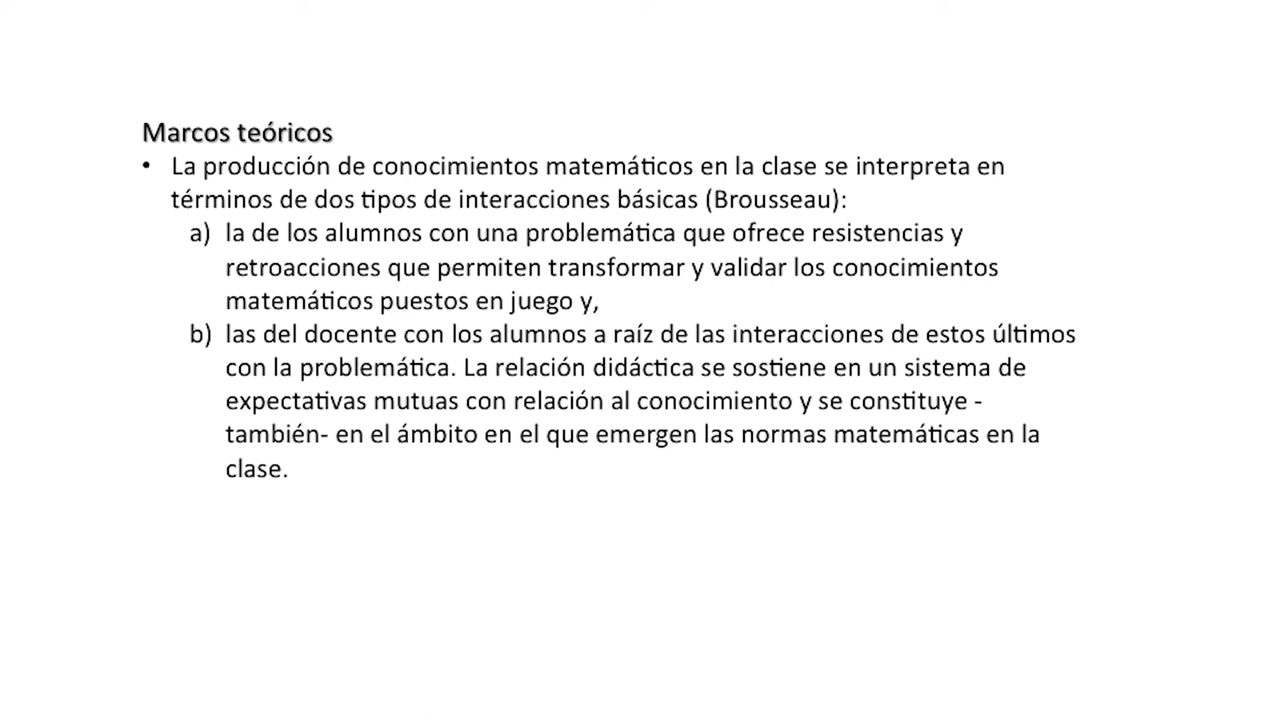 Marcos teóricos
• La producción de conocimientos matemáticos en la clase se interpreta en
términos de dos tipos de interacciones básicas (Brousseau):
a) la de los alumnos con una problemática que ofrece resistencias y
retroacciones que permiten transformar y validar los conocimientos
matemáticos puestos en juego y,
b) las del docente con los alumnos a raíz de las interacciones de estos últimos
con la problemática. La relación didáctica se sostiene en un sistema de
expectativas mutuas con relación al conocimiento y se constituye -
también- en el ámbito en el que emergen las normas matemáticas en la
clase.